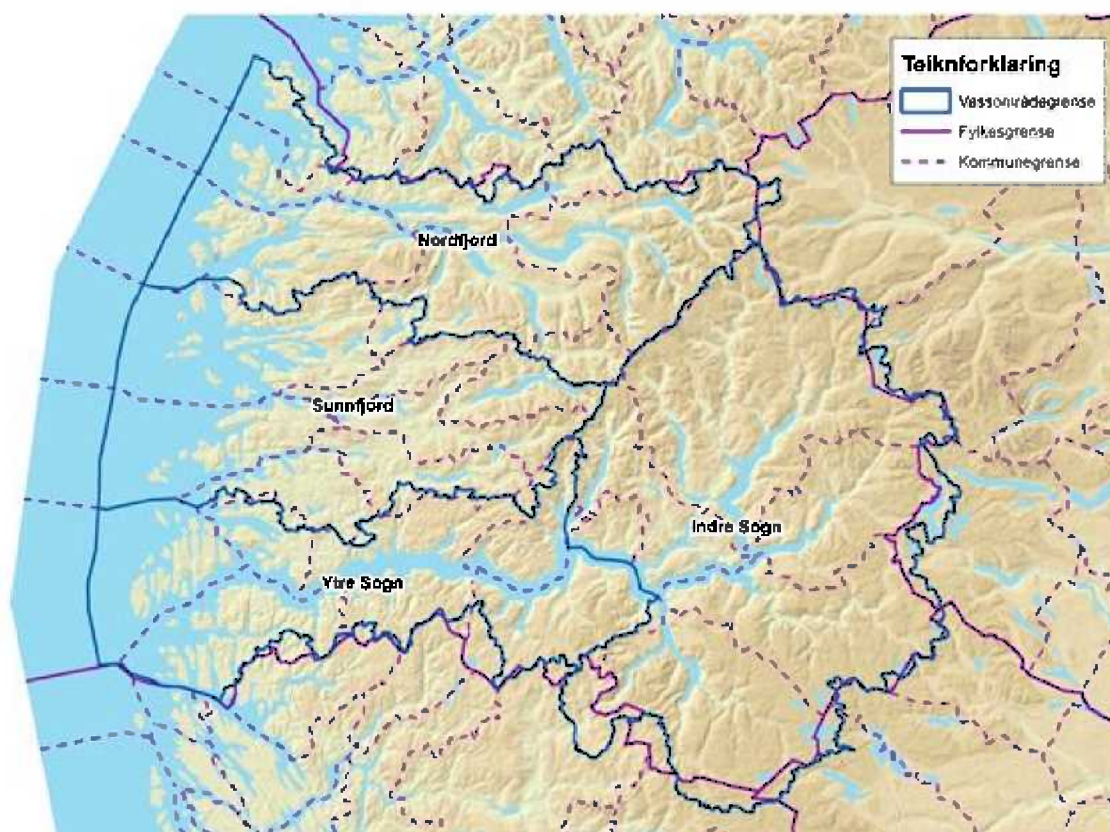 Teiknforklaring
Vassområdegrense
Fylkesgrense
Kommunegrense
Nordfjord
Sunnfjord
Indre Sogn
Ytre Sogn